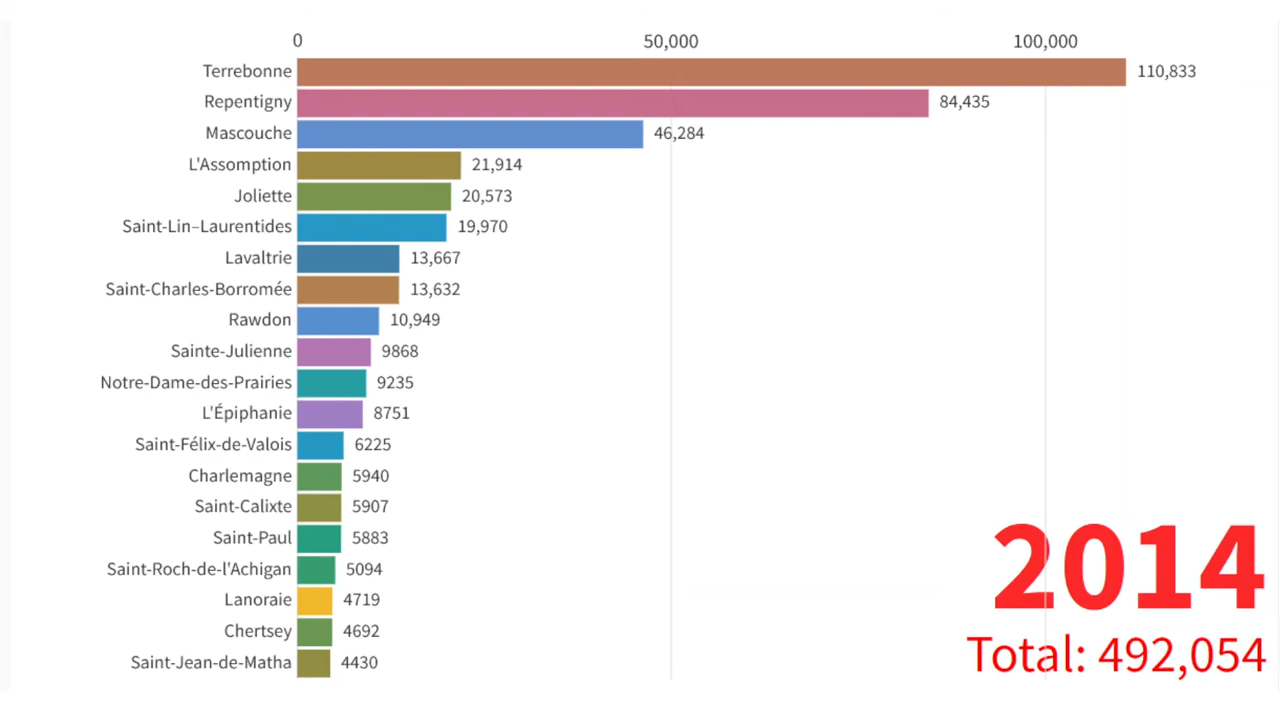 0 50,000 100,000
Terrebonne 110,833
Repentigny 84,435
Mascouche 46,284
L'Assomption 21,914
Joliette 20,573
Saint-Lin–Laurentides 19,970
Lavaltrie 13,667
Saint-Charles-Borromée 13,632
Rawdon 10,949
Sainte-Julienne 9868
Notre-Dame-des-Prairies 9235
L'Épiphanie 8751
Saint-Félix-de-Valois 6225
Charlemagne 5940
Saint-Calixte 5907
Saint-Paul 5883
Saint-Roch-de-l'Achigan 5094
Lanoraie 4719
Chertsey 4692
Saint-Jean-de-Matha 4430
2014
Total: 492,054